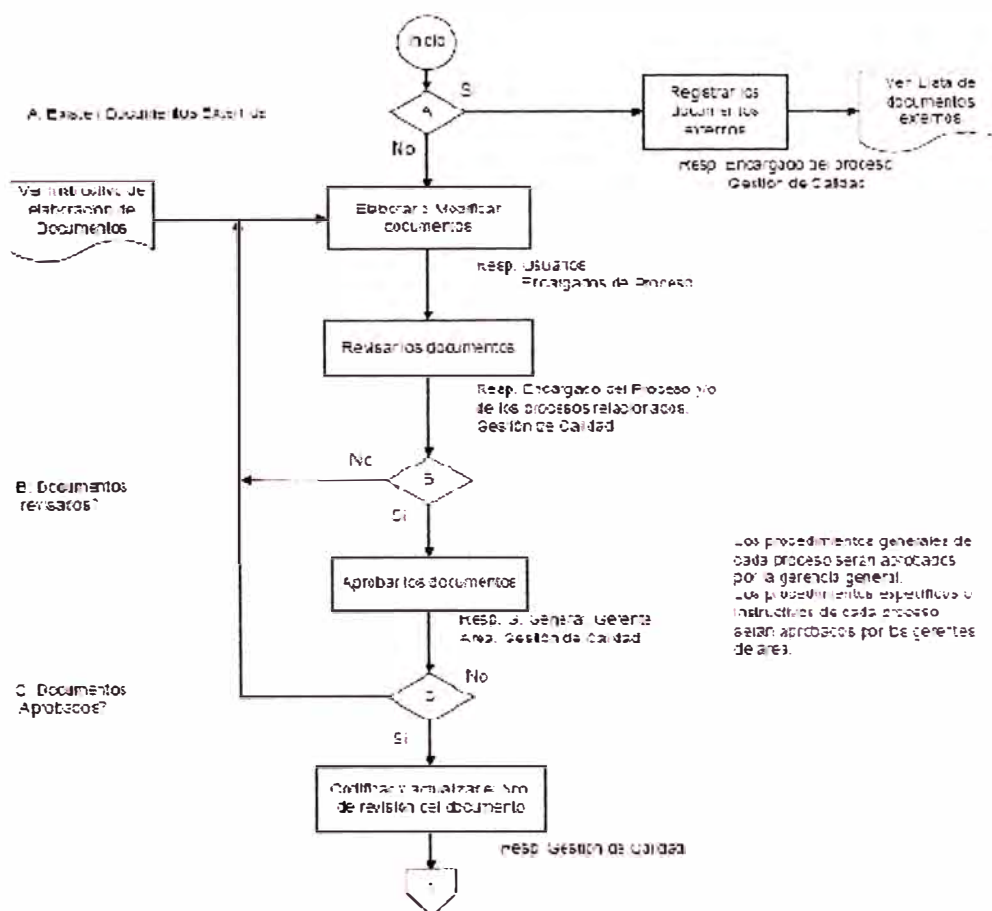 Inicio
A
Si
Registrar los
documentos
externos
Ver Lista de
documentos
externos
A: Existen Documentos Externos
No
Resp. Encargado del proceso
Gestión de Calidad
Ver Instructivo de
elaboración de
Documentos
Elaborar o Modificar
documentos
Resp. Usuarios
Encargados de Proceso
Revisar los documentos
Resp. Encargado del Proceso y/o
de los procesos relacionados.
Gestión de Calidad
No
B
B: Documentos
revisados?
Si
Los procedimientos generales de
cada proceso serán aprobados
por la gerencia general.
Los procedimientos específicos o
instructivos de cada proceso
serán aprobados por los gerentes
de área.
Aprobar los documentos
Resp. G. General, Gerente
Area, Gestión de Calidad
No
C: Documentos
Aprobados?
Si
Codificar y actualizar el Nro
de revisión del documento
Resp. Gestión de Calidad